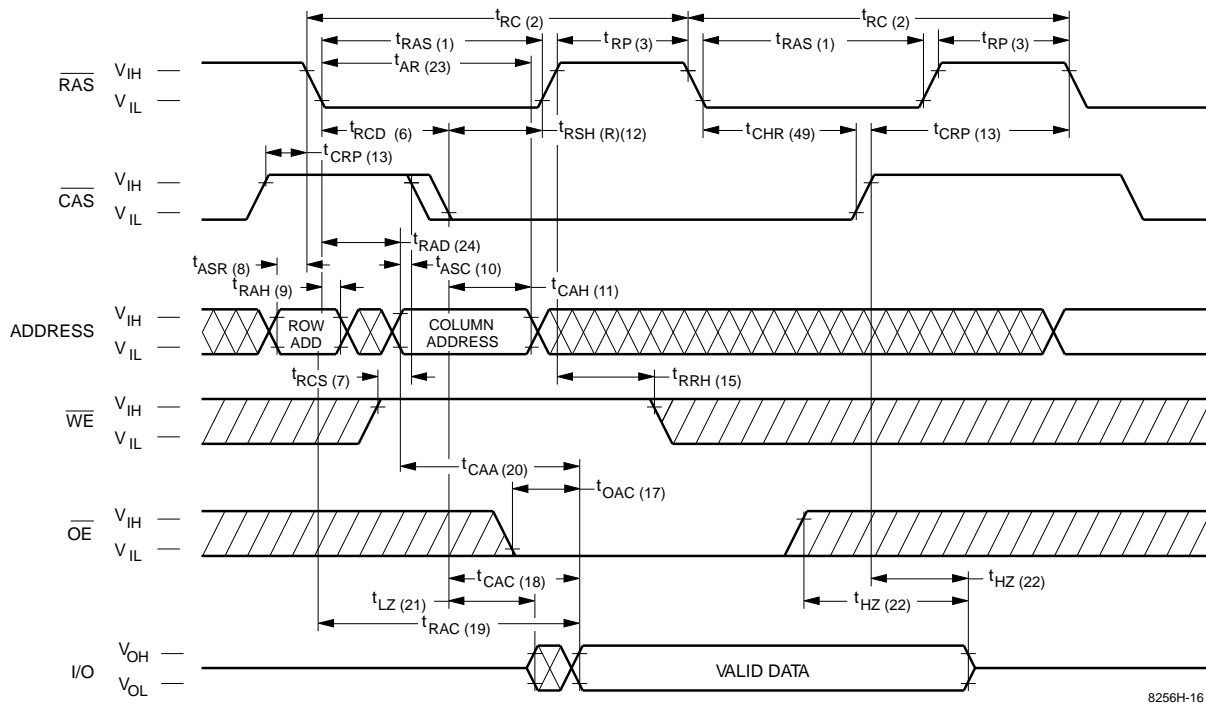 tRC (2) tRC (2)
tRAS (1) tRP (3) tRAS (1) tRP (3)
tAR (23)
RAS VIH
VIL
tRCD (6) tRSH (R)(12) tCHR (49) tCRP (13)
tCRP (13)
CAS VIH
VIL
tRAD (24)
tASR (8) tASC (10)
tRAH (9) tCAH (11)
ADDRESS VIH ROW COLUMN
VIL ADD ADDRESS
tRCS (7) tRRH (15)
WE VIH
VIL
tCAA (20)
tOAC (17)
OE VIH
VIL
tCAC (18) tHZ (22)
tLZ (21) tHZ (22)
tRAC (19)
I/O VOH VALID DATA
VOL
8256H-16